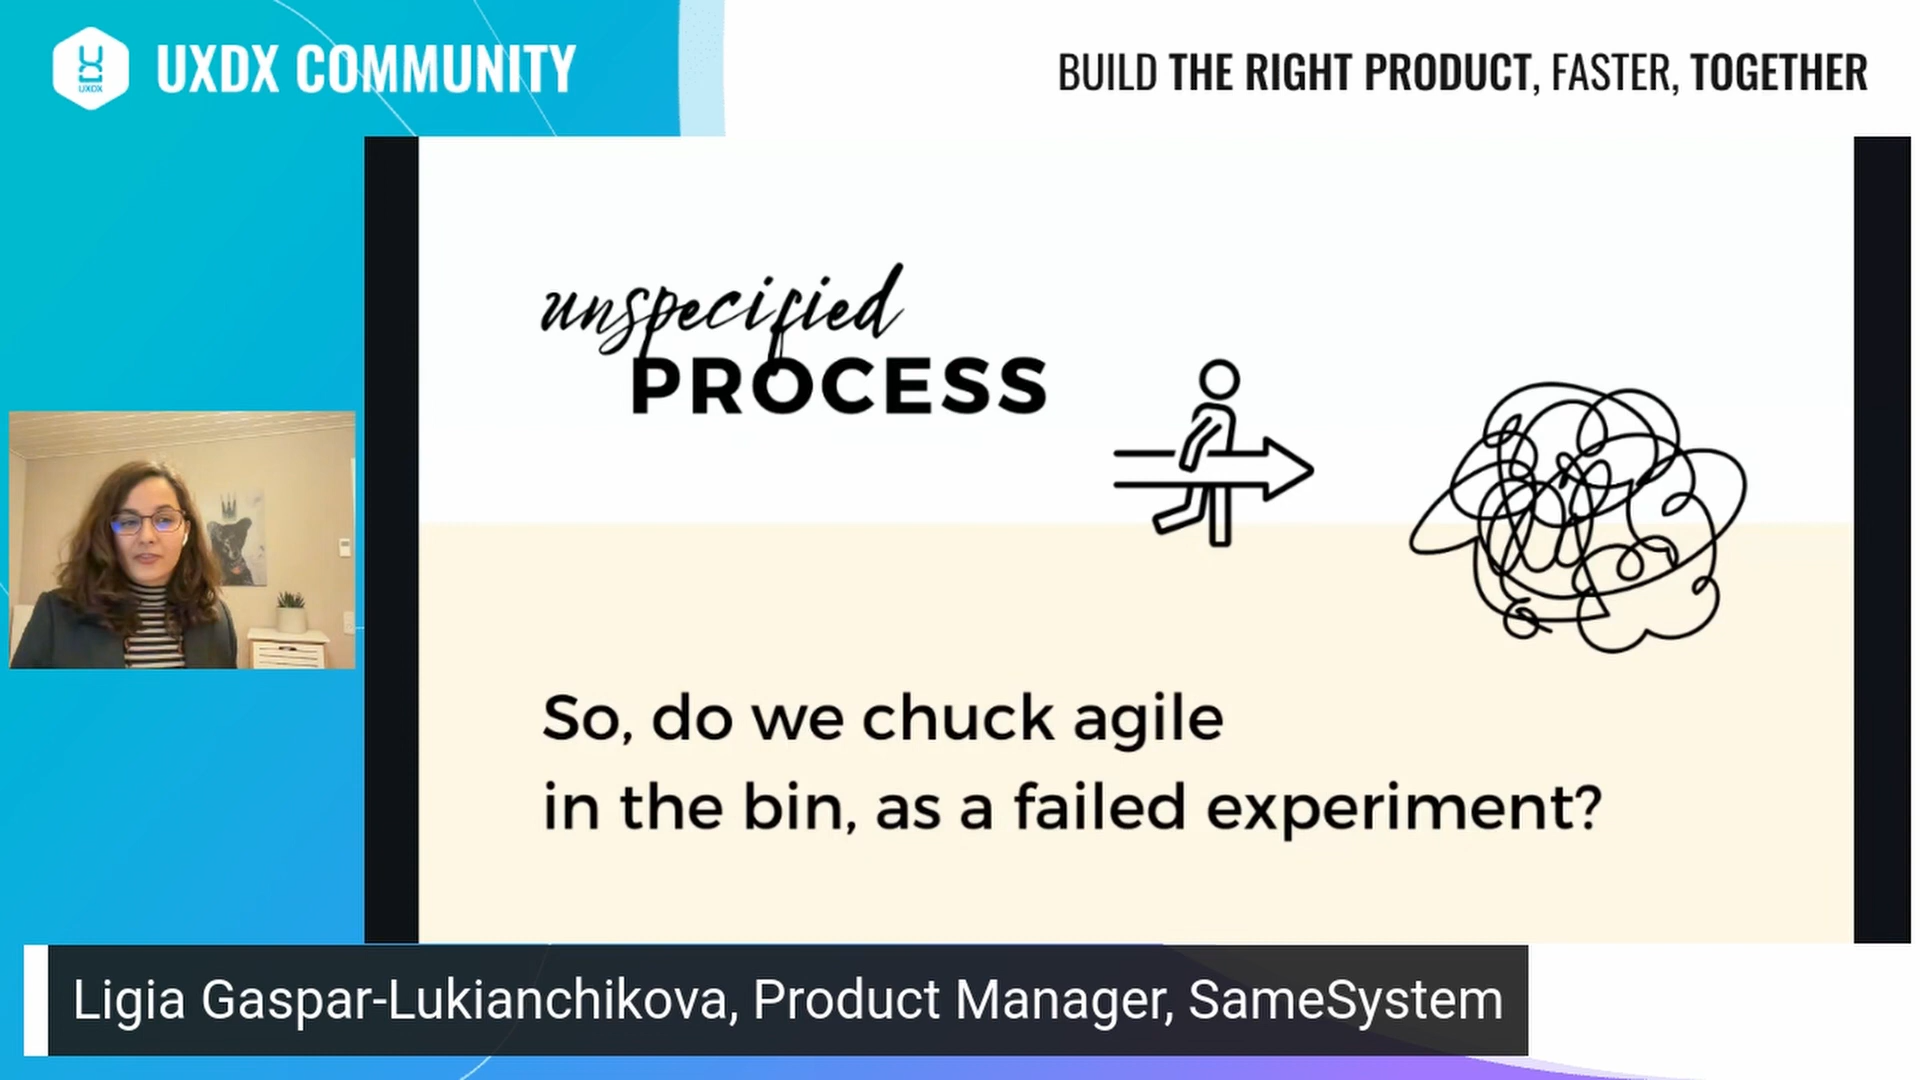 UXDX
UXDX COMMUNITY
BUILD THE RIGHT PRODUCT, FASTER, TOGETHER
unspecified
PROCESS
So, do we chuck agile
in the bin, as a failed experiment?
Ligia Gaspar-Lukianchikova, Product Manager, SameSystem